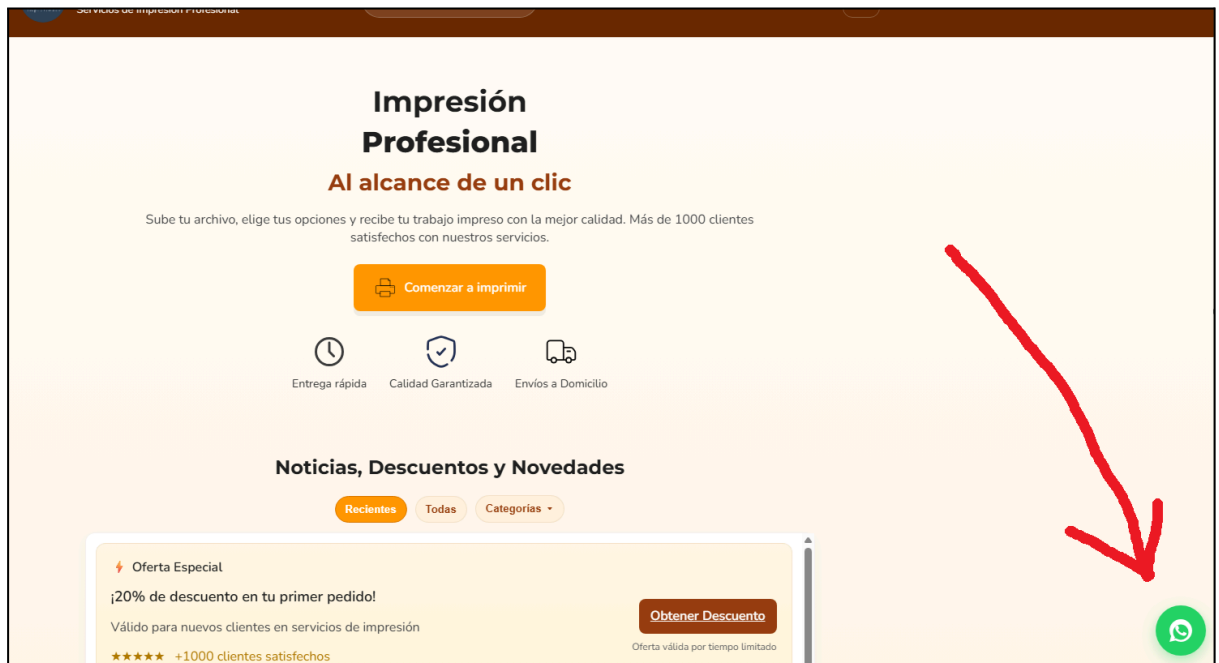 Servicios de Impresión Profesional
Impresión
Profesional
Al alcance de un clic
Sube tu archivo, elige tus opciones y recibe tu trabajo impreso con la mejor calidad. Más de 1000 clientes
satisfechos con nuestros servicios.
Comenzar a imprimir
Entrega rápida Calidad Garantizada Envíos a Domicilio
Noticias, Descuentos y Novedades
Recientes Todas Categorías
Oferta Especial
¡20% de descuento en tu primer pedido!
Obtener Descuento
Válido para nuevos clientes en servicios de impresión
Oferta válida por tiempo limitado
★★★★★ +1000 clientes satisfechos